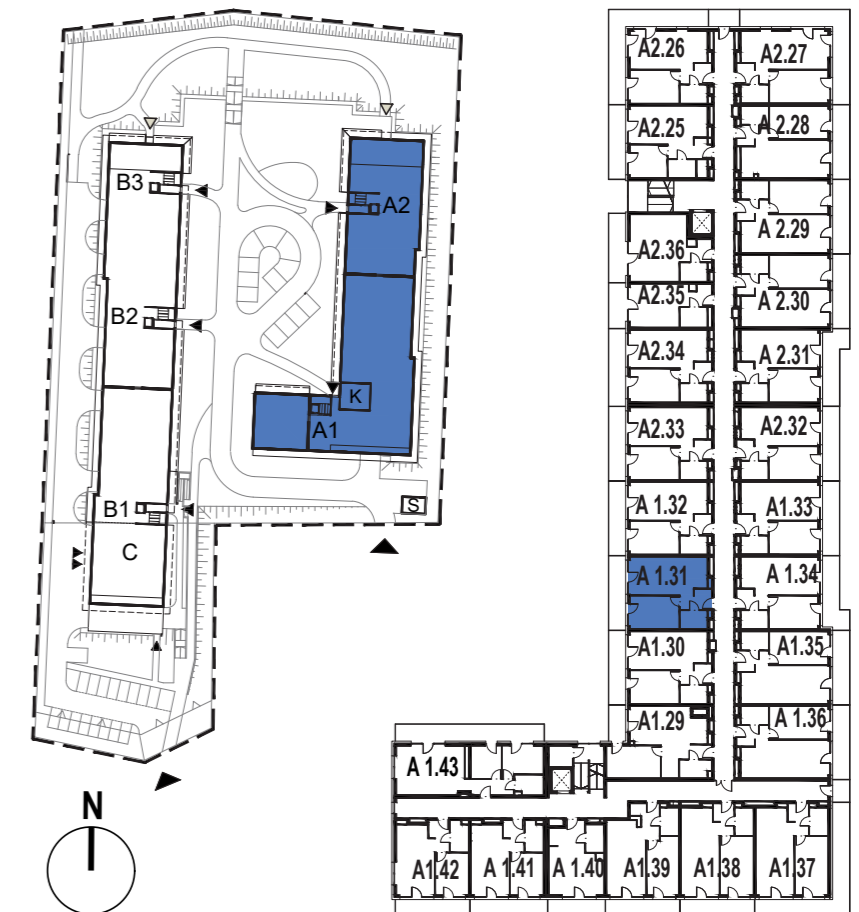 B3
A2
B2
K
A1
B1
S
C
N
A2.26
A2.27
A2.25
A 2.28
A 2.29
A2.36
A2.35
A 2.30
A2.34
A 2.31
A2.33
A2.32
A 1.32
A1.33
A 1.31
A 1.34
A1.30
A1.35
A1.29
A 1.36
A 1.43
A1.42
A 1.41
A 1.40
A1.39
A1.38
A1.37